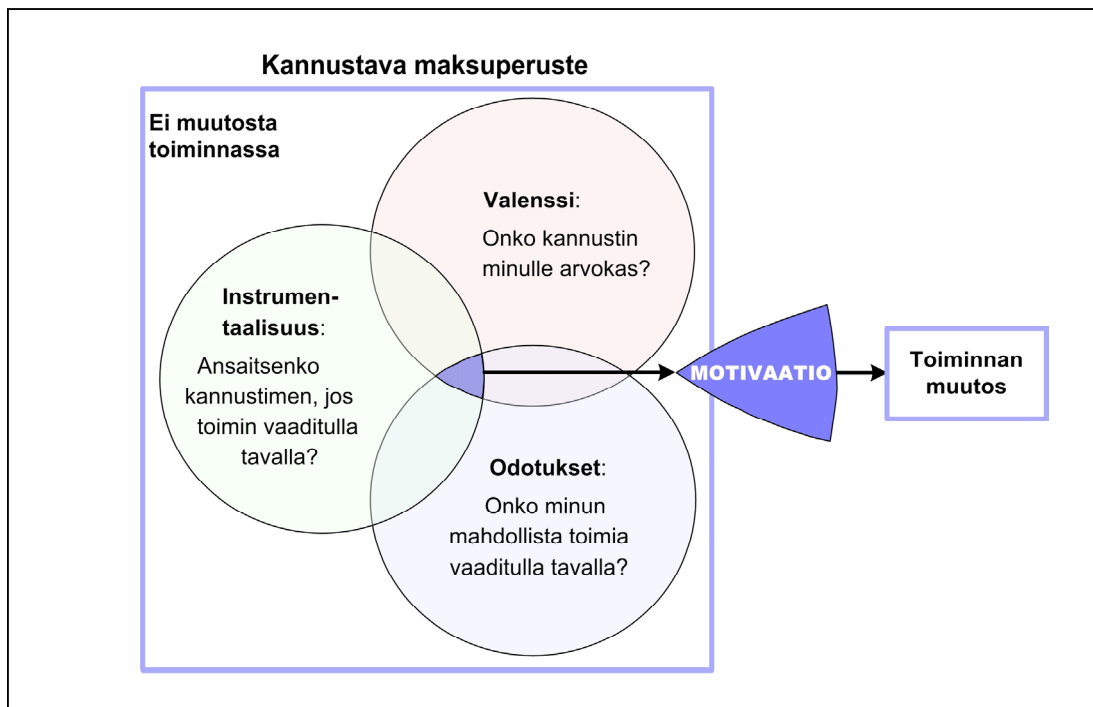 Kannustava maksuperuste
Ei muutosta
toiminnassa
Valenssi:
Onko kannustin
minulle arvokas?
Instrumen-
taalisuus:
Ansaitsenko
kannustimen, jos
toimin vaaditulla
tavalla?
MOTIVAATIO
Toiminnan
muutos
Odotukset:
Onko minun
mahdollista toimia
vaaditulla tavalla?